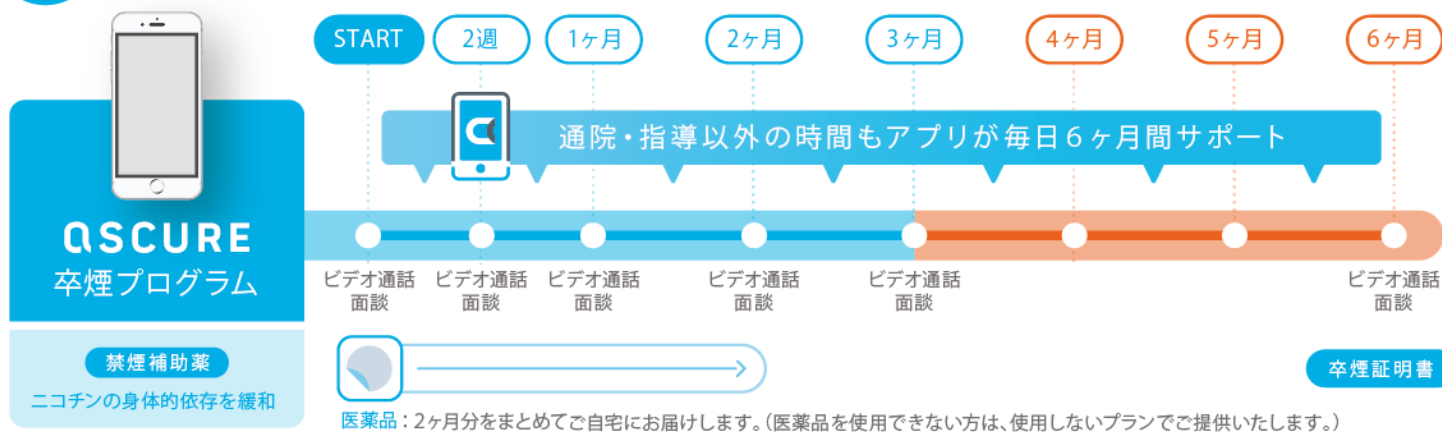 START
2週
1ヶ月
2ヶ月
3ヶ月
4ヶ月
5ヶ月
6ヶ月
通院・指導以外の時間もアプリが毎日6ヶ月間サポート
ASCURE
卒煙プログラム
ビデオ通話
面談
ビデオ通話
面談
ビデオ通話
面談
ビデオ通話
面談
ビデオ通話
面談
ビデオ通話
面談
禁煙補助薬
ニコチンの身体的依存を緩和
卒煙証明書
医薬品：2ヶ月分をまとめてご自宅にお届けします。（医薬品を使用できない方は、使用しないプランでご提供いたします。）